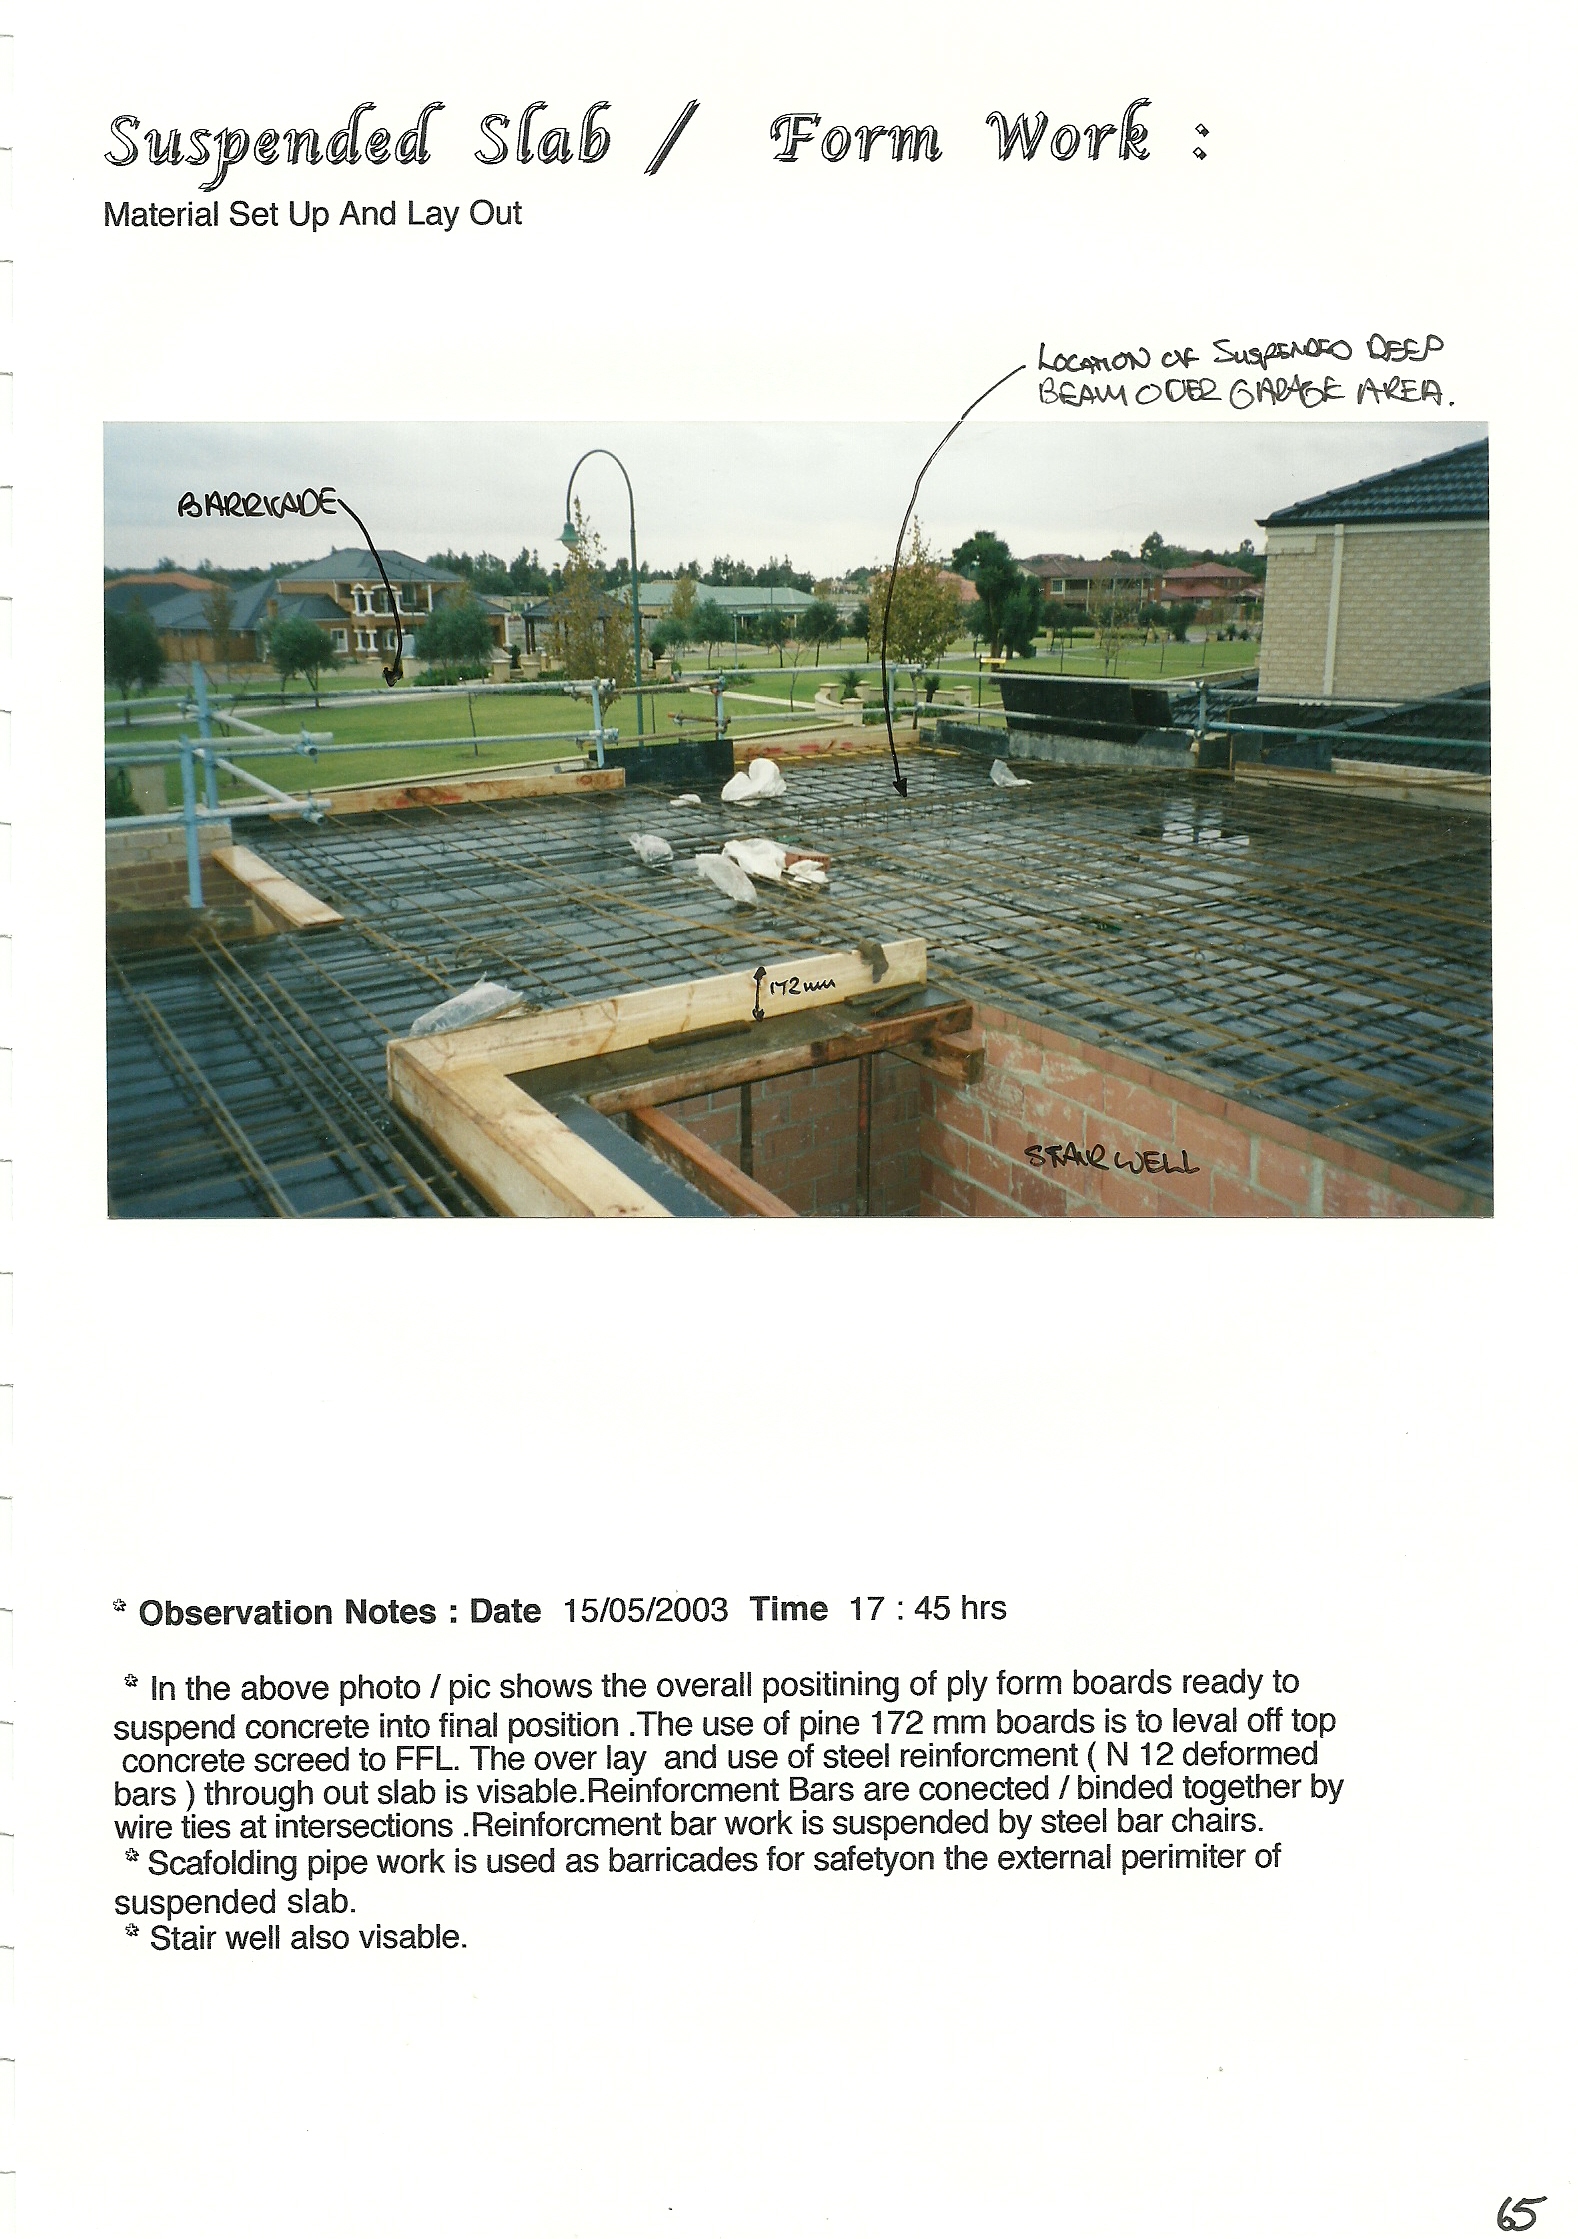 Suspended Slab / Form Work :
Material Set Up And Lay Out
LOCATION OF SUSPENDED DEEP
BEAM OVER GARAGE AREA.
BARRICADE
172mm
STAIR WELL
* Observation Notes : Date 15/05/2003 Time 17 : 45 hrs
* In the above photo / pic shows the overall positining of ply form boards ready to
suspend concrete into final position .The use of pine 172 mm boards is to leval off top
concrete screed to FFL. The over lay and use of steel reinforcment ( N 12 deformed
bars ) through out slab is visable.Reinforcment Bars are conected / binded together by
wire ties at intersections .Reinforcment bar work is suspended by steel bar chairs.
* Scafolding pipe work is used as barricades for safetyon the external perimiter of
suspended slab.
* Stair well also visable.
65